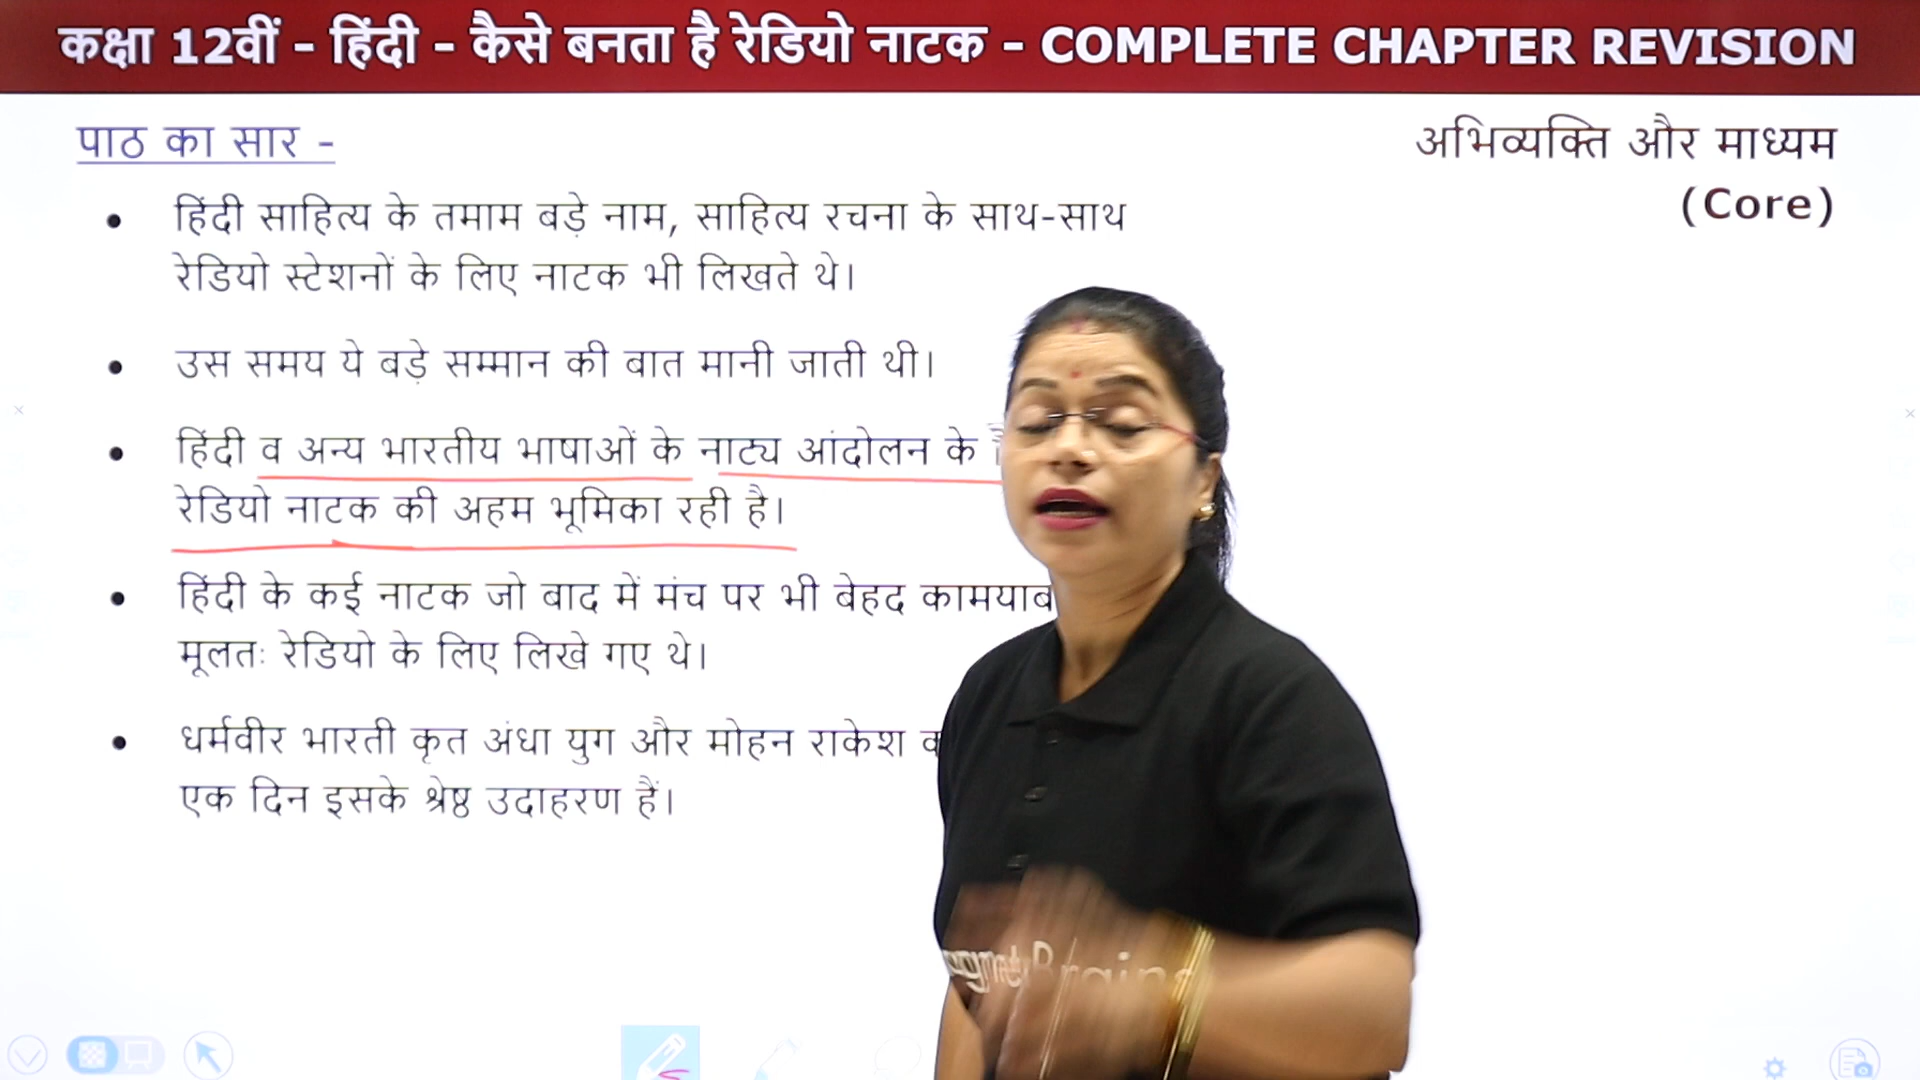 कक्षा 12वीं - हिंदी - कैसे बनता है रेडियो नाटक - COMPLETE CHAPTER REVISION
पाठ का सार -
अभिव्यक्ति और माध्यम
(Core)
हिंदी साहित्य के तमाम बड़े नाम, साहित्य रचना के साथ-साथ
रेडियो स्टेशनों के लिए नाटक भी लिखते थे।
उस समय ये बड़े सम्मान की बात मानी जाती थी।
हिंदी व अन्य भारतीय भाषाओं के नाट्य आंदोलन के
रेडियो नाटक की अहम भूमिका रही है।
हिंदी के कई नाटक जो बाद में मंच पर भी बेहद कामयाब
मूलतः रेडियो के लिए लिखे गए थे।
धर्मवीर भारती कृत अंधा युग और मोहन राकेश
एक दिन इसके श्रेष्ठ उदाहरण हैं।
Brains